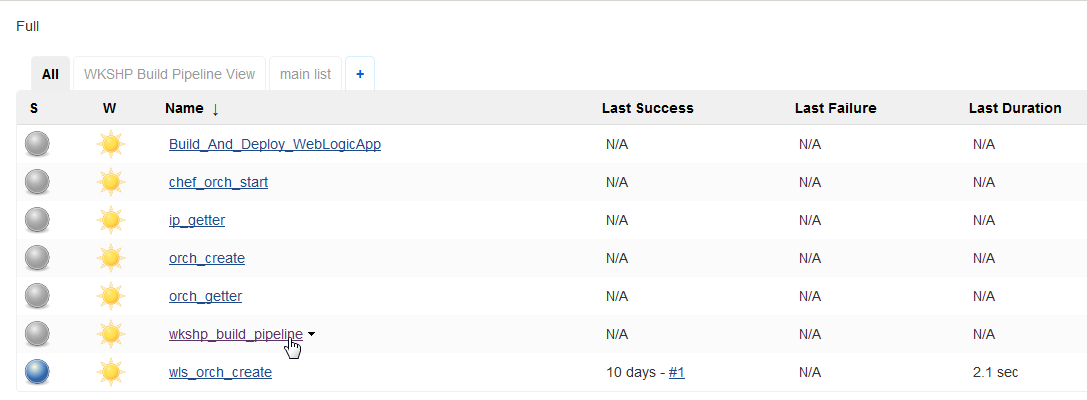 Full
All WKSHP Build Pipeline View main list +
S W Name ↓ Last Success Last Failure Last Duration
Build_And_Deploy_WebLogicApp N/A N/A N/A
chef_orch_start N/A N/A N/A
ip_getter N/A N/A N/A
orch_create N/A N/A N/A
orch_getter N/A N/A N/A
wkshp_build_pipeline N/A N/A N/A
wls_orch_create 10 days - #1 N/A 2.1 sec